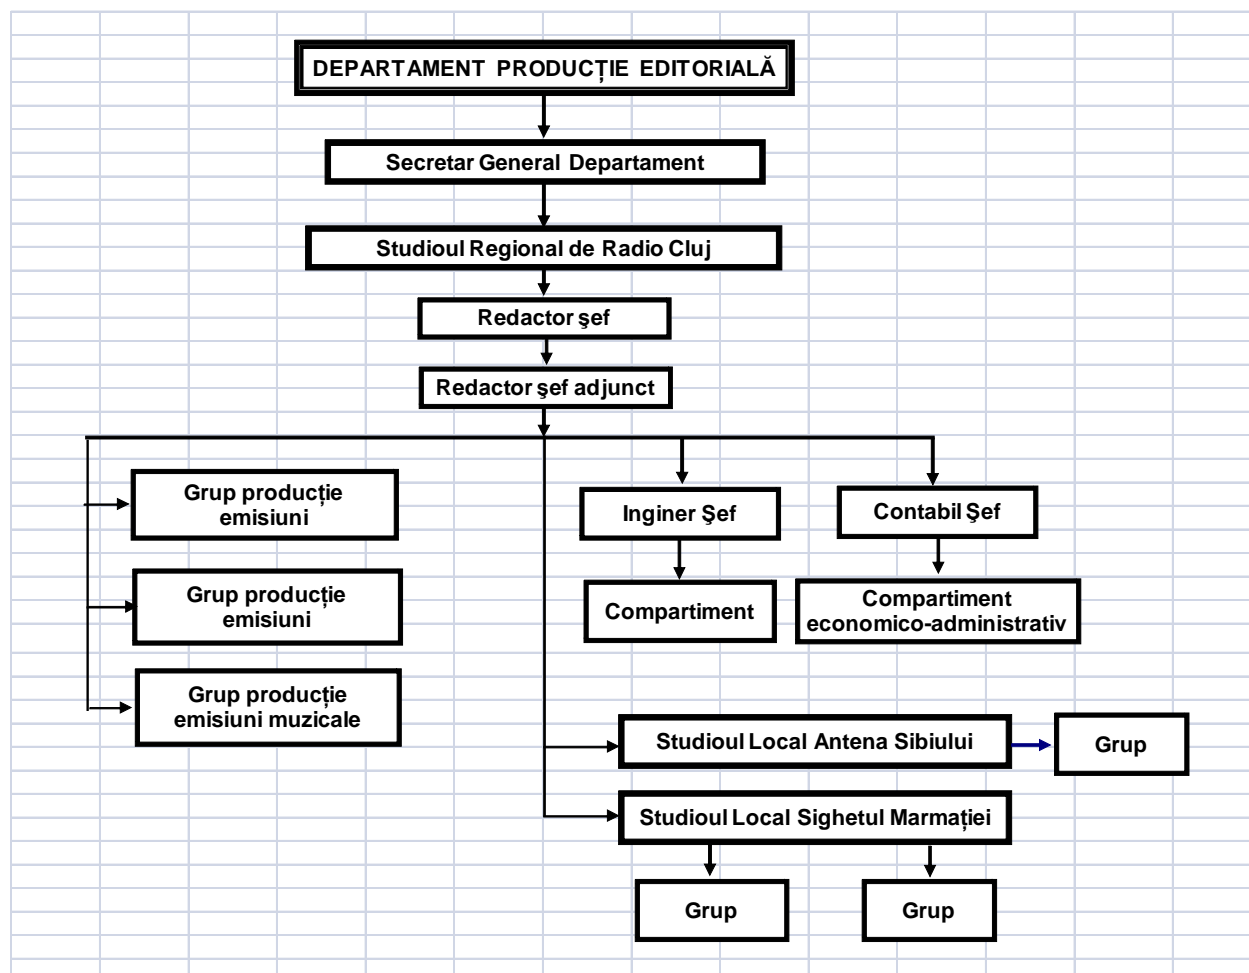 DEPARTAMENT PRODUCȚIE EDITORIALĂ
Secretar General Departament
Studioul Regional de Radio Cluj
Redactor şef
Redactor şef adjunct
Grup producție
emisiuni
Inginer Şef
Contabil Şef
Grup producție
emisiuni
Compartiment
Compartiment
economico-administrativ
Grup producție
emisiuni muzicale
Studioul Local Antena Sibiului
Grup
Studioul Local Sighetul Marmației
Grup
Grup